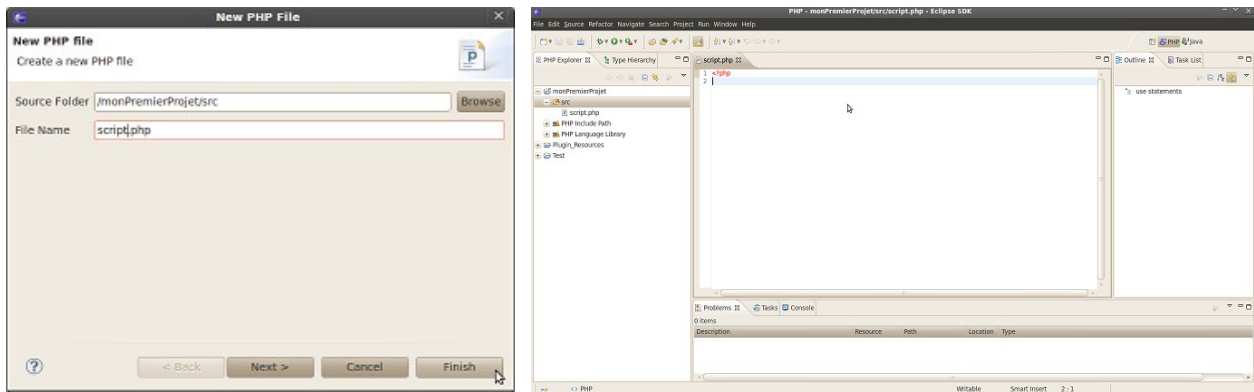 New PHP File
New PHP file
Create a new PHP file
Source Folder /monPremierProjet/src Browse
File Name script.php
< Back Next > Cancel Finish
PHP - monPremierProjet/src/script.php - Eclipse SDK
File Edit Source Refactor Navigate Search Project Run Window Help
PHP Java
PHP Explorer Type Hierarchy
monPremierProjet
src
script.php
PHP Include Path
PHP Language Library
Plugin_Resources
Test
script.php
1 <?php
2
Outline Task List
use statements
Problems Tasks Console
0 items
Description Resource Path Location Type
<> PHP Writable Smart Insert 2 : 1